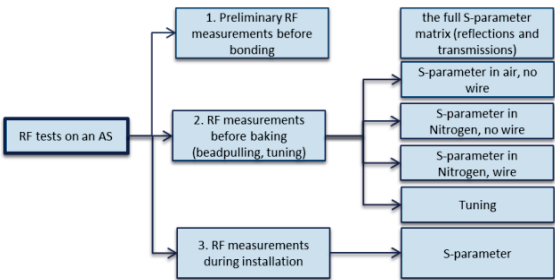 1. Preliminary RF
measurements before
bonding
the full S-parameter
matrix (reflections and
transmissions)
S-parameter in air, no
wire
RF tests on an AS
2. RF measurements
before baking
(beadpulling, tuning)
S-parameter in
Nitrogen, no wire
S-parameter in
Nitrogen, wire
Tuning
3. RF measurements
during installation
S-parameter